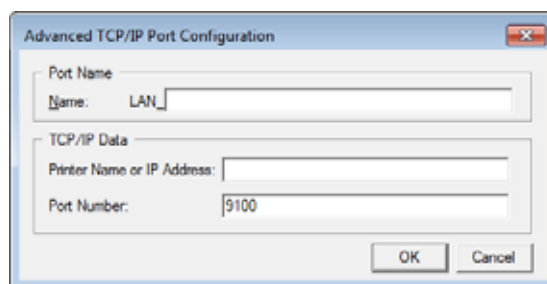 Advanced TCP/IP Port Configuration
Port Name
Name: LAN_
TCP/IP Data
Printer Name or IP Address:
Port Number: 9100
OK Cancel